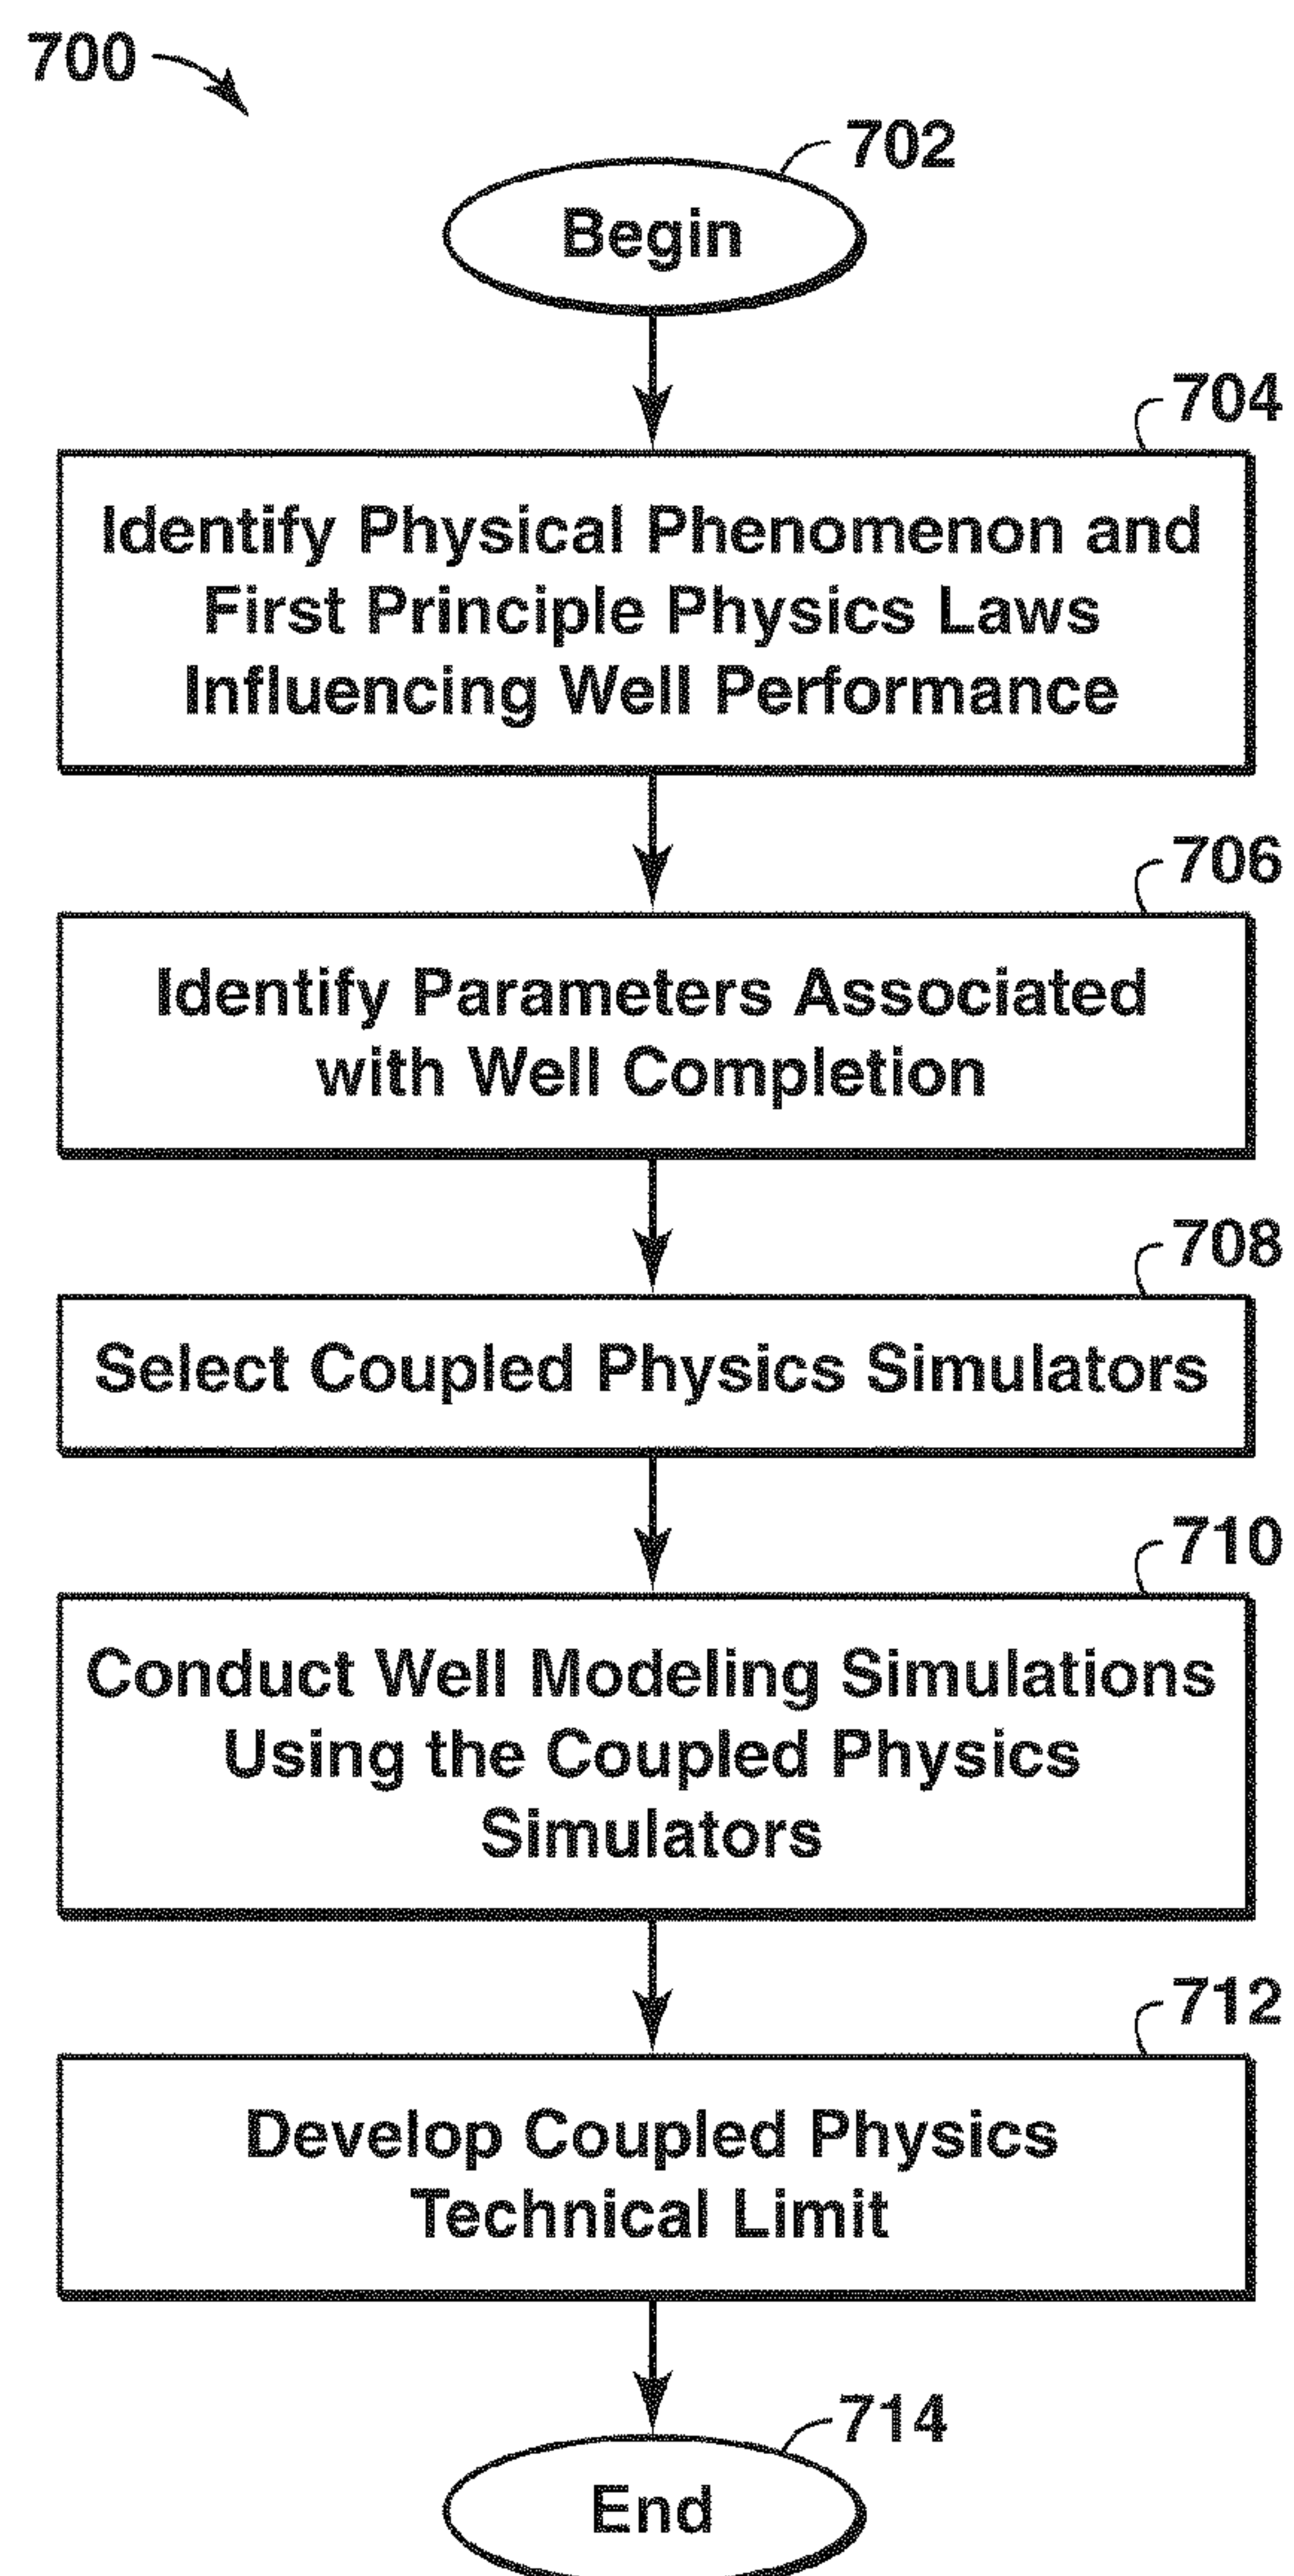 700
702
Begin
704
Identify Physical Phenomenon and
First Principle Physics Laws
Influencing Well Performance
706
Identify Parameters Associated
with Well Completion
708
Select Coupled Physics Simulators
710
Conduct Well Modeling Simulations
Using the Coupled Physics
Simulators
712
Develop Coupled Physics
Technical Limit
714
End